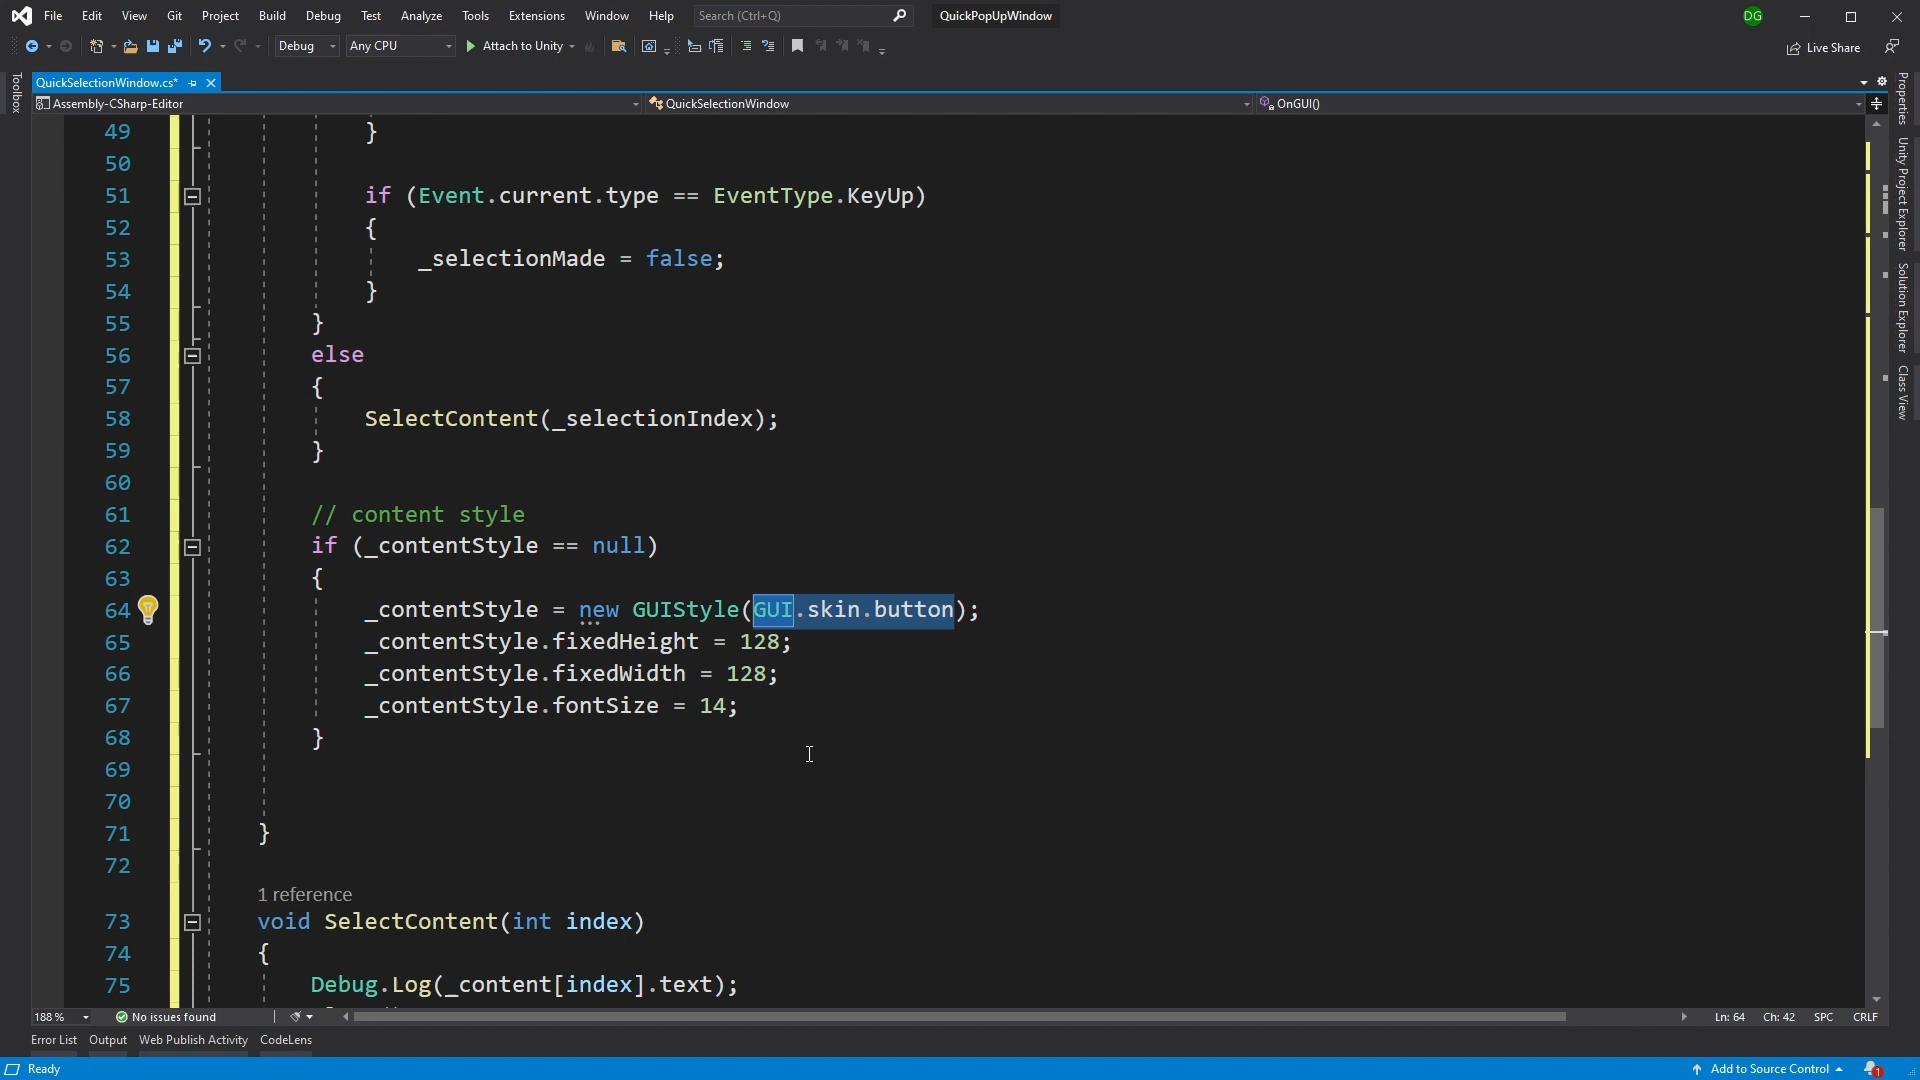 File Edit View Git Project Build Debug Test Analyze Tools Extensions Window Help Search (Ctrl+Q) QuickPopUpWindow DG
Debug Any CPU Attach to Unity Live Share
Toolbox
QuickSelectionWindow.cs*
Assembly-CSharp-Editor QuickSelectionWindow OnGUI()
49 }
50
51 if (Event.current.type == EventType.KeyUp)
52 {
53 _selectionMade = false;
54 }
55 }
56 else
57 {
58 SelectContent(_selectionIndex);
59 }
60
61 // content style
62 if (_contentStyle == null)
63 {
64 _contentStyle = new GUIStyle(GUI.skin.button);
65 _contentStyle.fixedHeight = 128;
66 _contentStyle.fixedWidth = 128;
67 _contentStyle.fontSize = 14;
68 }
69
70
71 }
72
1 reference
73 void SelectContent(int index)
74 {
75 Debug.Log(_content[index].text);
Properties
Unity Project Explorer
Solution Explorer
Class View
188 % No issues found Ln: 64 Ch: 42 SPC CRLF
Error List Output Web Publish Activity CodeLens
Ready Add to Source Control 1